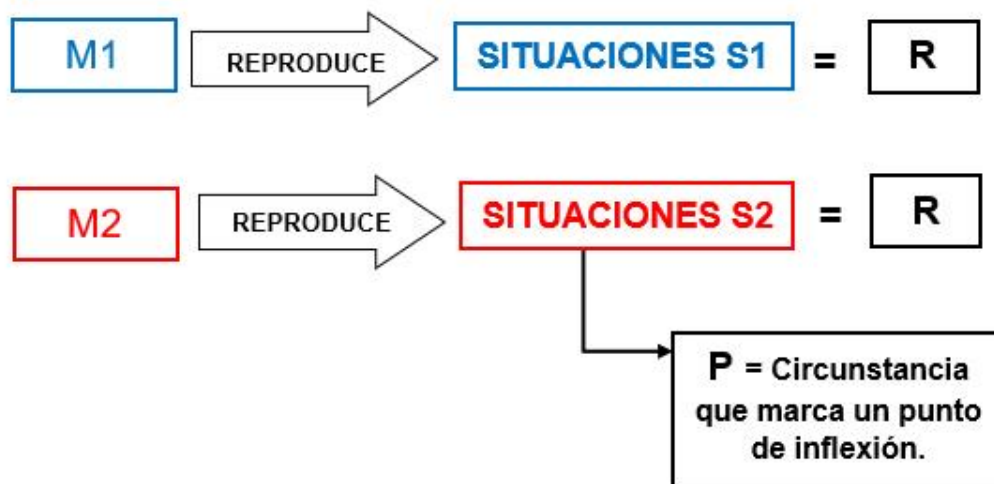 M1 REPRODUCE SITUACIONES S1 = R
M2 REPRODUCE SITUACIONES S2 = R
P = Circunstancia
que marca un punto
de inflexión.